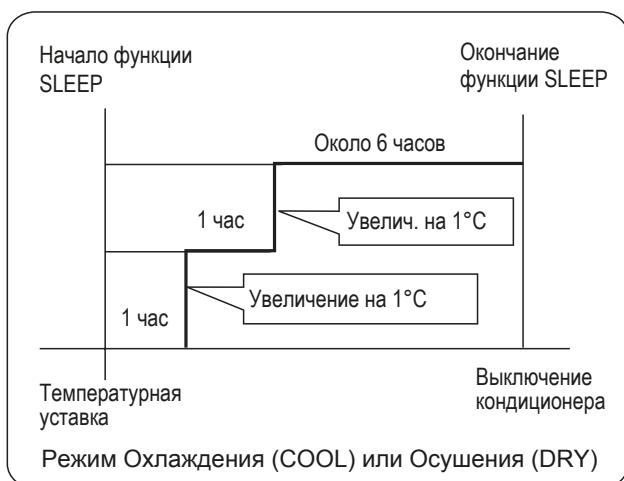 Начало функции
SLEEP
Окончание
функции SLEEP
Около 6 часов
1 час
Увелич. на 1°C
1 час
Увеличение на 1°C
Температурная
уставка
Выключение
кондиционера
Режим Охлаждения (COOL) или Осушения (DRY)